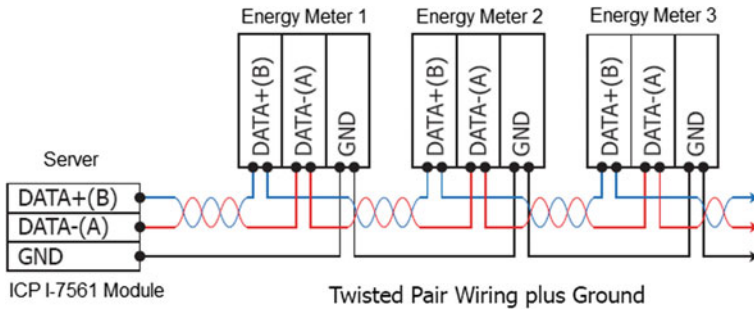 Energy Meter 1
Energy Meter 2
Energy Meter 3
DATA+(B)
DATA-(A)
GND
DATA+(B)
DATA-(A)
GND
DATA+(B)
DATA-(A)
GND
Server
DATA+(B)
DATA-(A)
GND
ICP I-7561 Module
Twisted Pair Wiring plus Ground